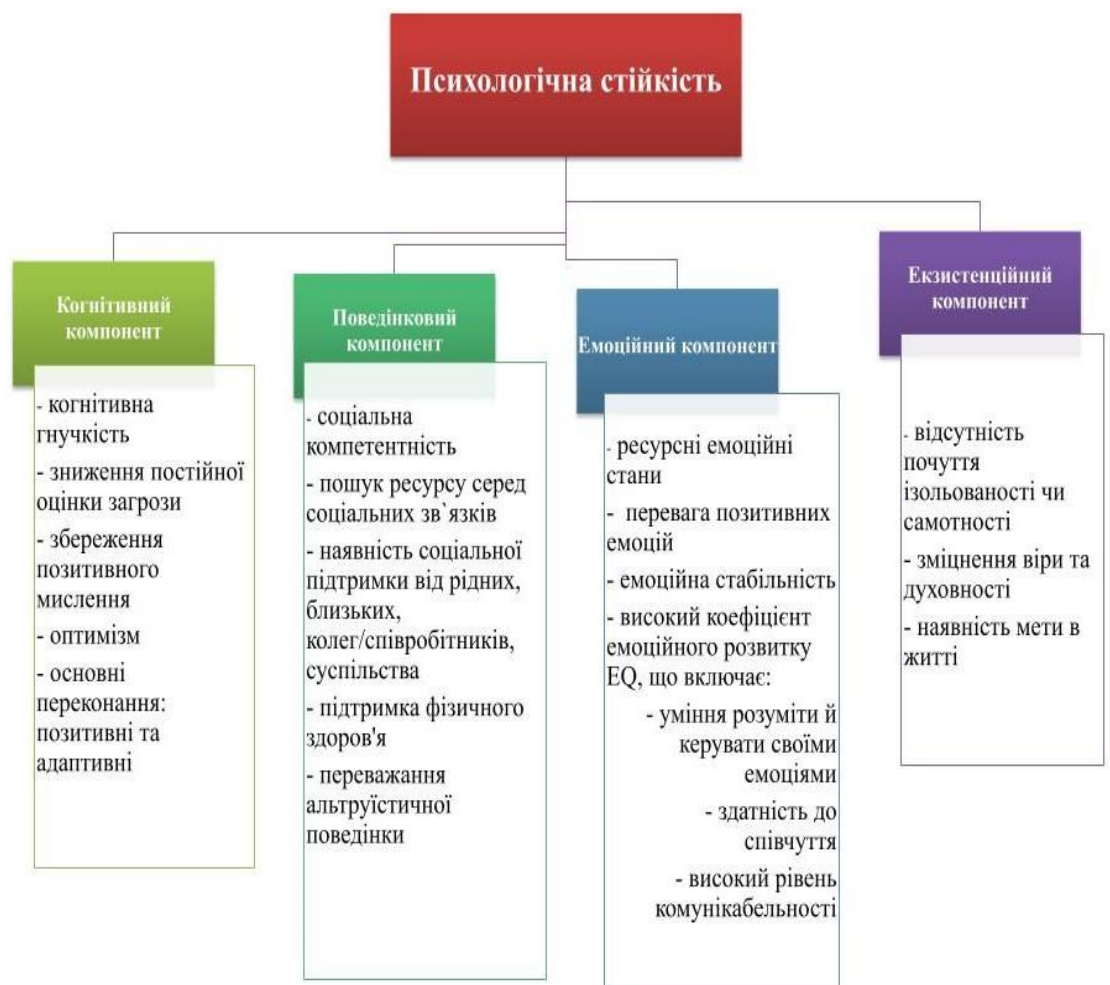 Психологічна стійкість
Когнітивний
компонент
- когнітивна
гнучкість
- зниження постійної
оцінки загрози
- збереження
позитивного
мислення
- оптимізм
- основні
переконання:
позитивні та
адаптивні
Поведінковий
компонент
- соціальна
компетентність
- пошук ресурсу серед
соціальних зв`язків
- наявність соціальної
підтримки від рідних,
близьких,
колег/співробітників,
суспільства
- підтримка фізичного
здоров'я
- переважання
альтруїстичної
поведінки
Емоційний компонент
- ресурсні емоційні
стани
- перевага позитивних
емоцій
- емоційна стабільність
- високий коефіцієнт
емоційного розвитку
EQ, що включає:
- уміння розуміти й
керувати своїми
емоціями
- здатність до
співчуття
- високий рівень
комунікабельності
Екзистенційний
компонент
- відсутність
почуття
ізольованості чи
самотності
- зміцнення віри та
духовності
- наявність мети в
житті